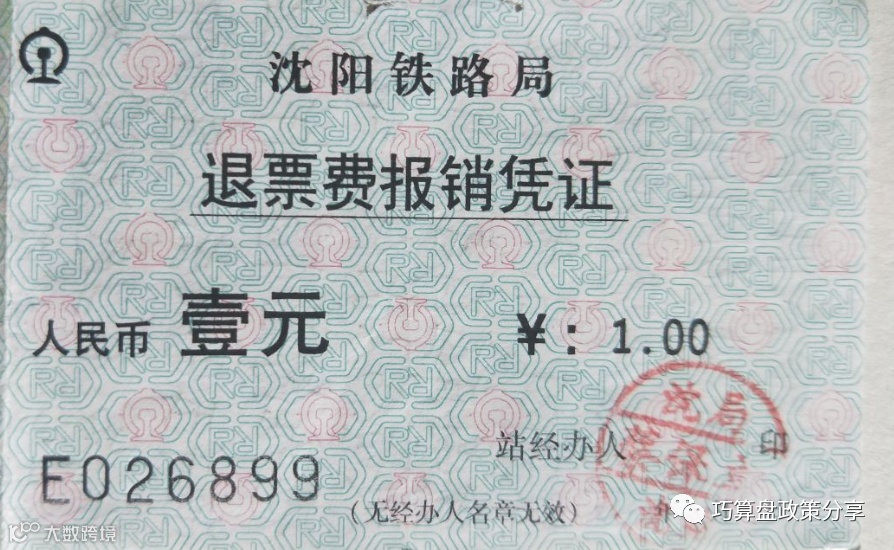 沈阳铁路局
退票费报销凭证
人民币 壹元 ¥: 1.00
站经办人 印
E026899
(无经办人名章无效) 年
巧算盘政策分享
大数跨境